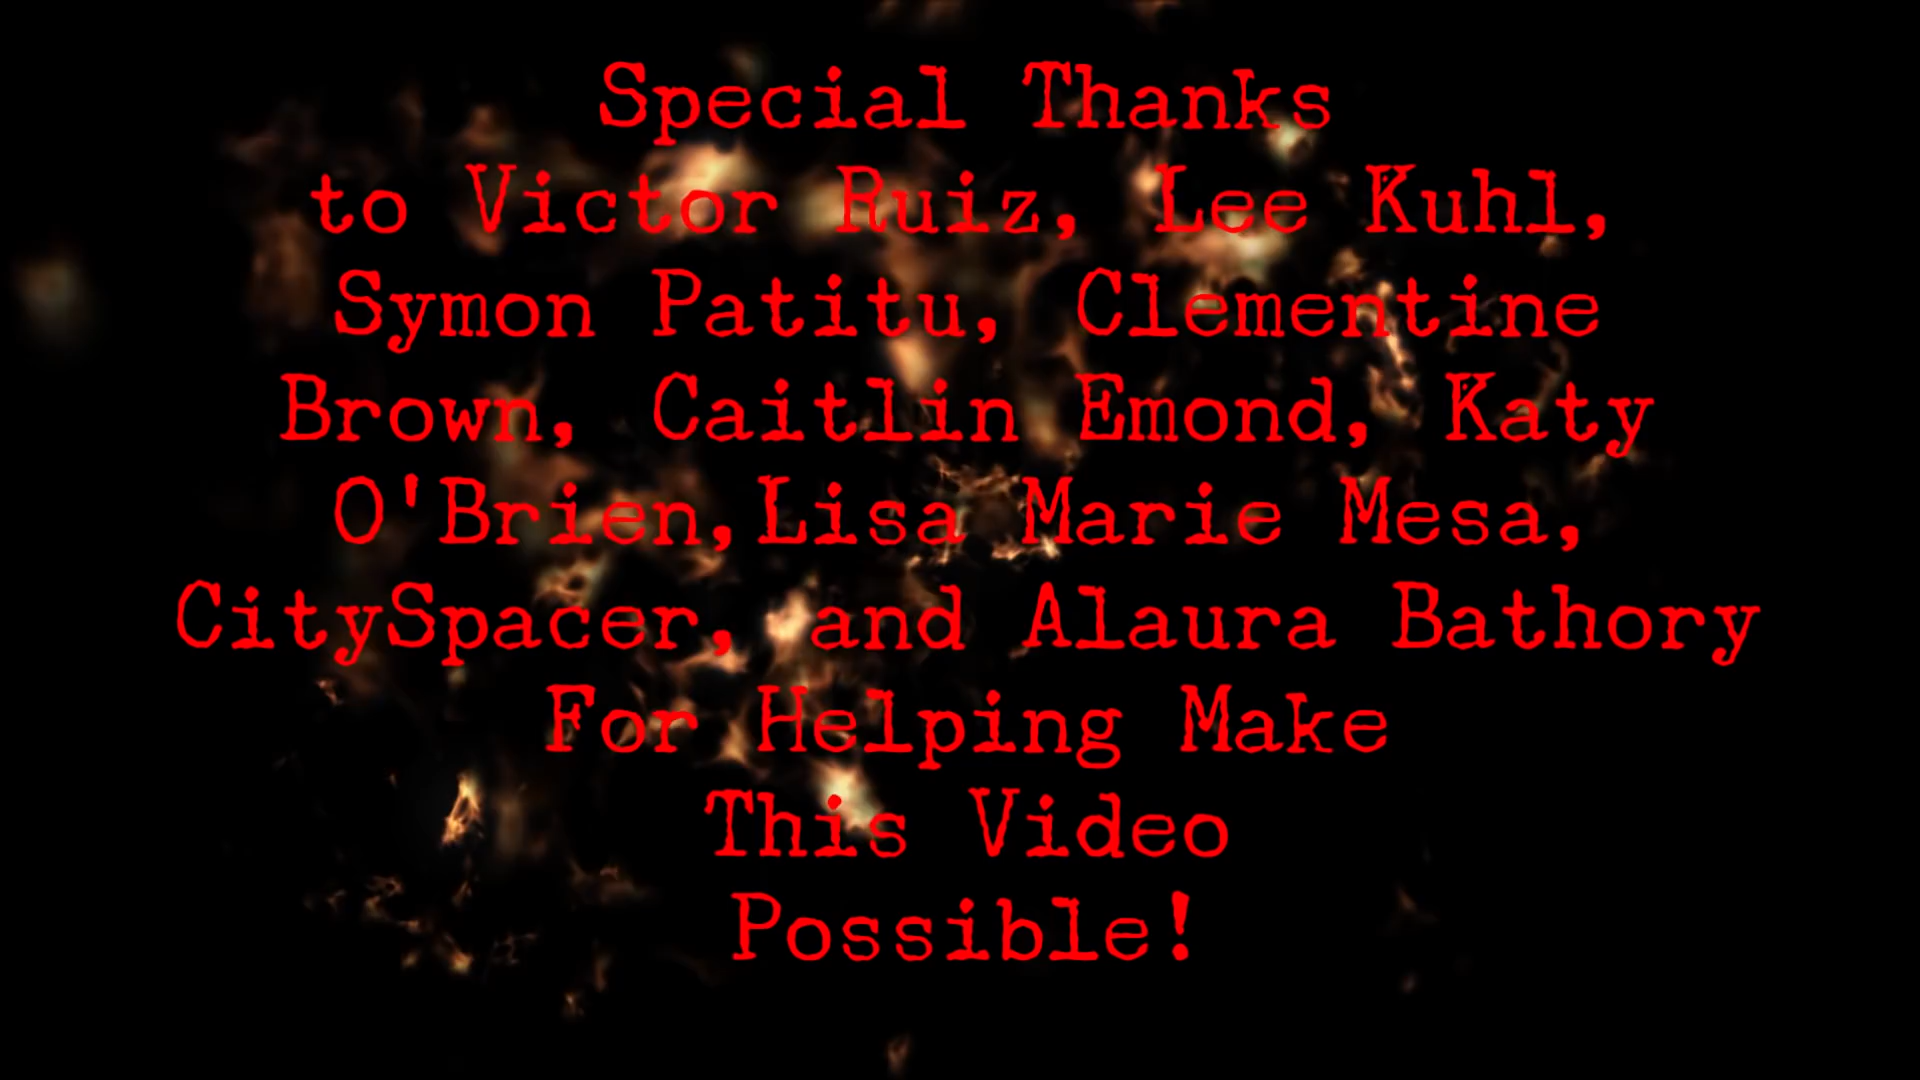 Special Thanks
to Victor Ruiz, Lee Kuhl,
Symon Patitu, Clementine
Brown, Caitlin Emond, Katy
O'Brien,Lisa Marie Mesa,
CitySpacer, and Alaura Bathory
For Helping Make
This Video
Possible!